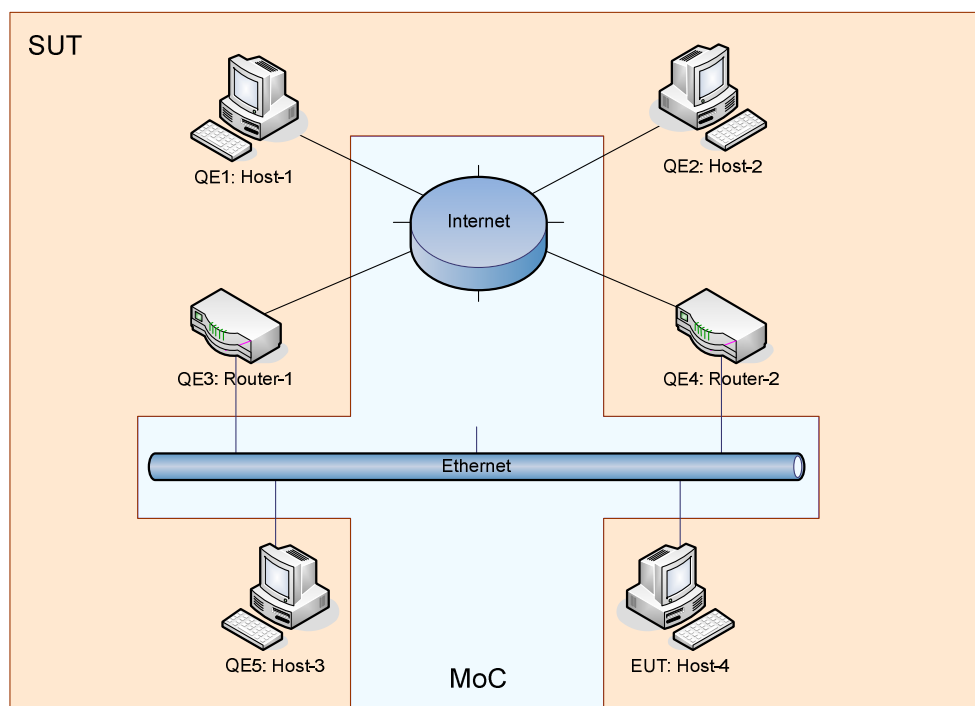 SUT
QE1: Host-1
QE2: Host-2
Internet
QE3: Router-1
QE4: Router-2
Ethernet
QE5: Host-3
EUT: Host-4
MoC